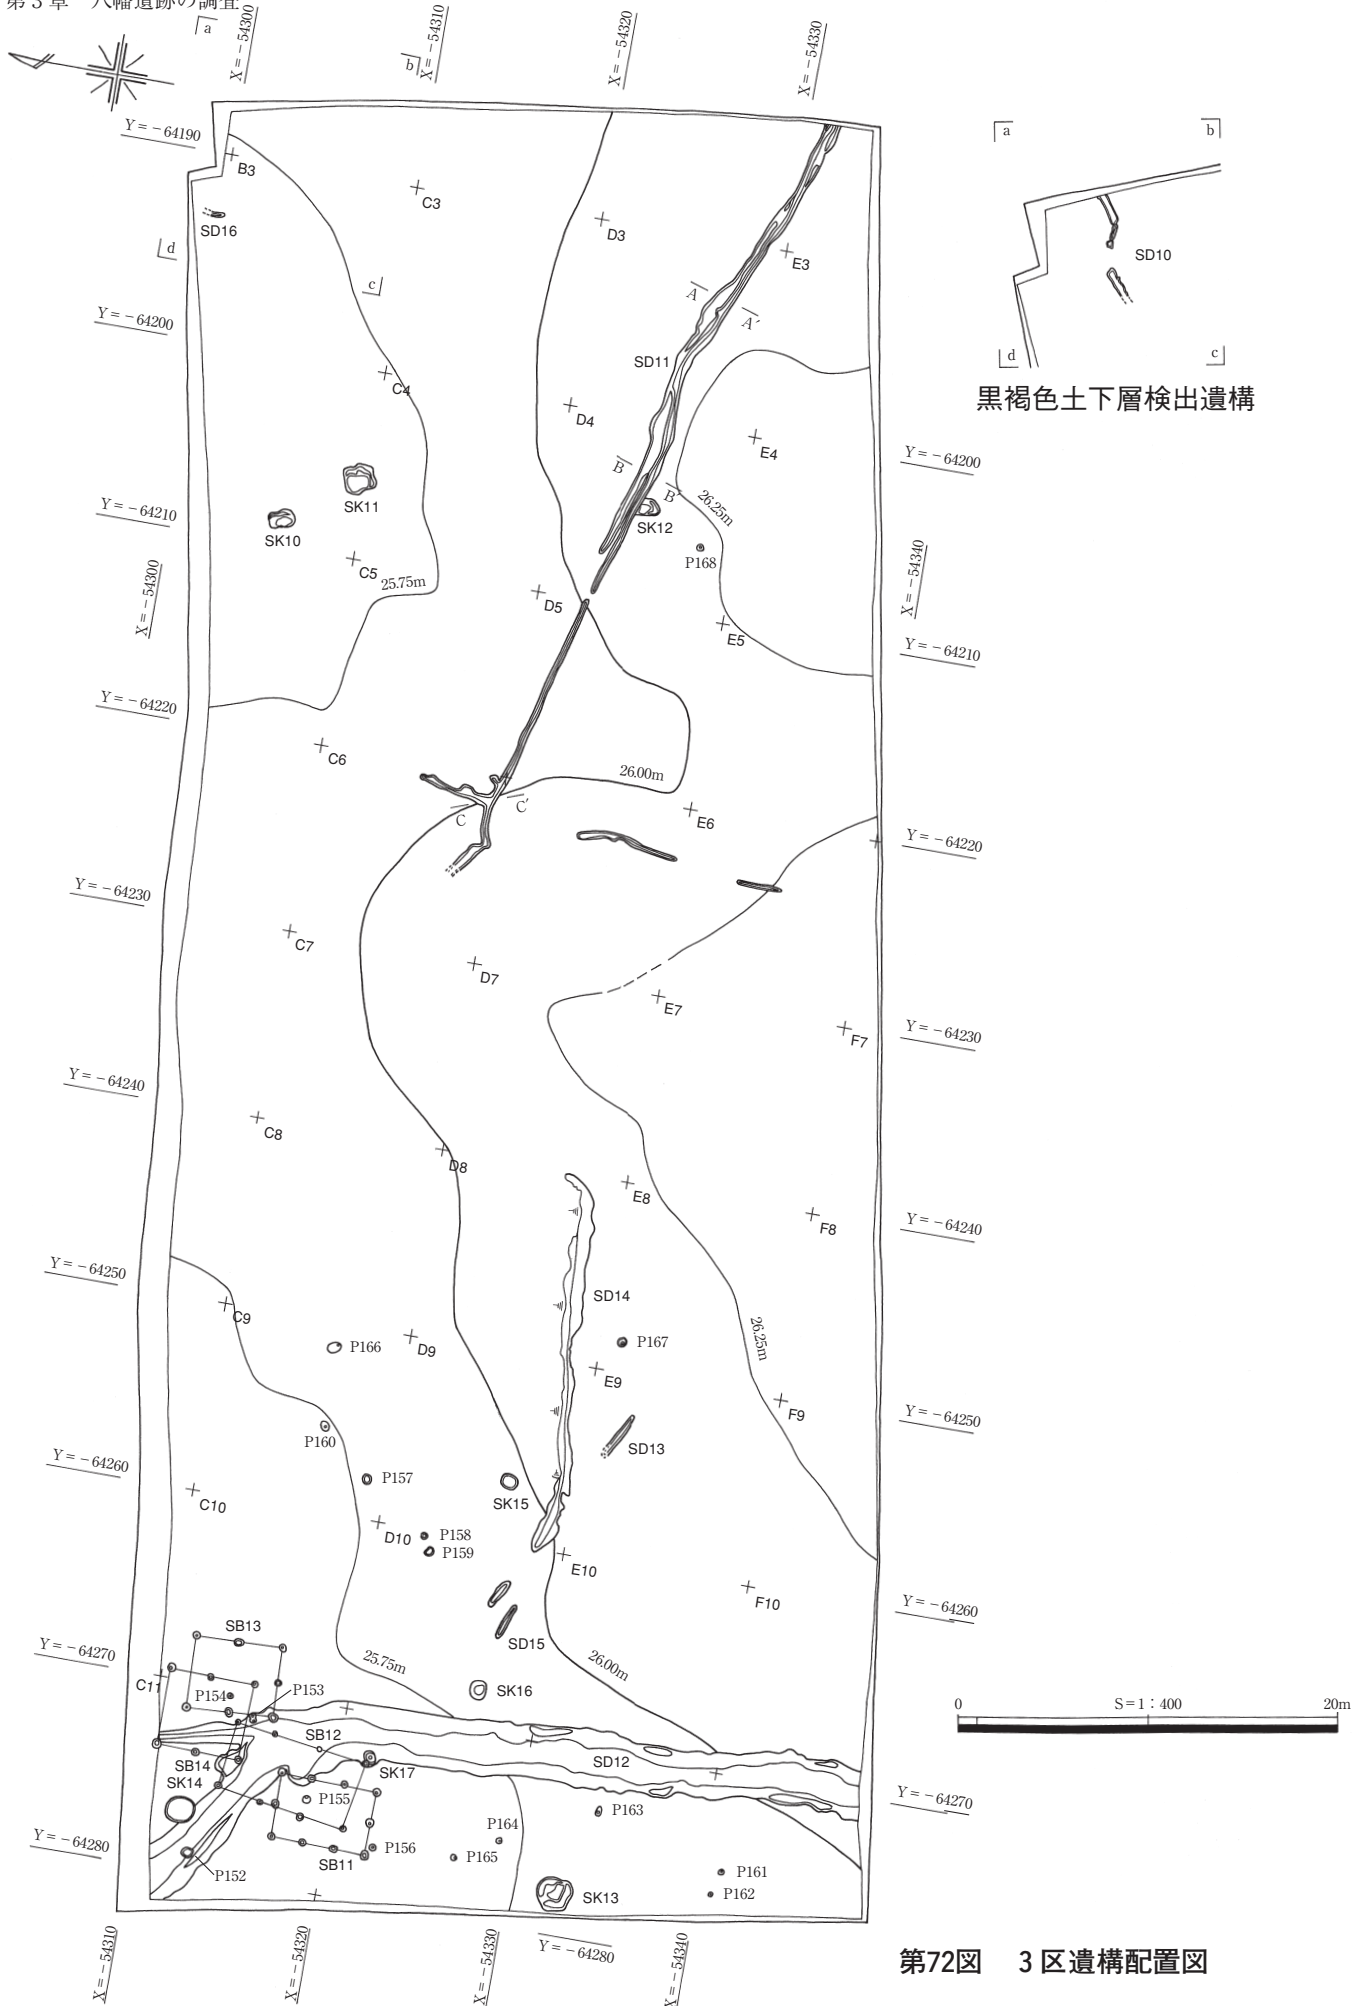 第3章　八幡遺跡の調査
a
b
X=-54300
X=-54310
X=-54320
X=-54330
Y=-64190
B3
C3
D3
E3
SD16
d
c
A
A′
Y=-64200
SD11
C4
D4
E4
a
b
SD10
d
c
黒褐色土下層検出遺構
Y=-64200
B
B′
26.25m
SK11
SK10
SK12
P168
Y=-64210
X=-54300
X=-54340
C5
25.75m
D5
E5
Y=-64210
Y=-64220
C6
26.00m
C
C′
E6
Y=-64220
Y=-64230
C7
D7
E7
F7
Y=-64230
Y=-64240
C8
D8
E8
F8
Y=-64240
Y=-64250
C9
SD14
P166
D9
P167
26.25m
E9
F9
Y=-64250
P160
SD13
Y=-64260
P157
C10
SK15
D10
P158
P159
E10
F10
Y=-64260
SD15
SB13
Y=-64270
25.75m
26.00m
C11
P154
P153
SK16
0
S=1：400
20m
SB12
SB14
SK14
SK17
SD12
P155
P163
Y=-64270
P164
P156
P165
SB11
Y=-64280
P152
P161
P162
SK13
X=-54310
X=-54320
X=-54330
Y=-64280
X=-54340
第72図　3区遺構配置図